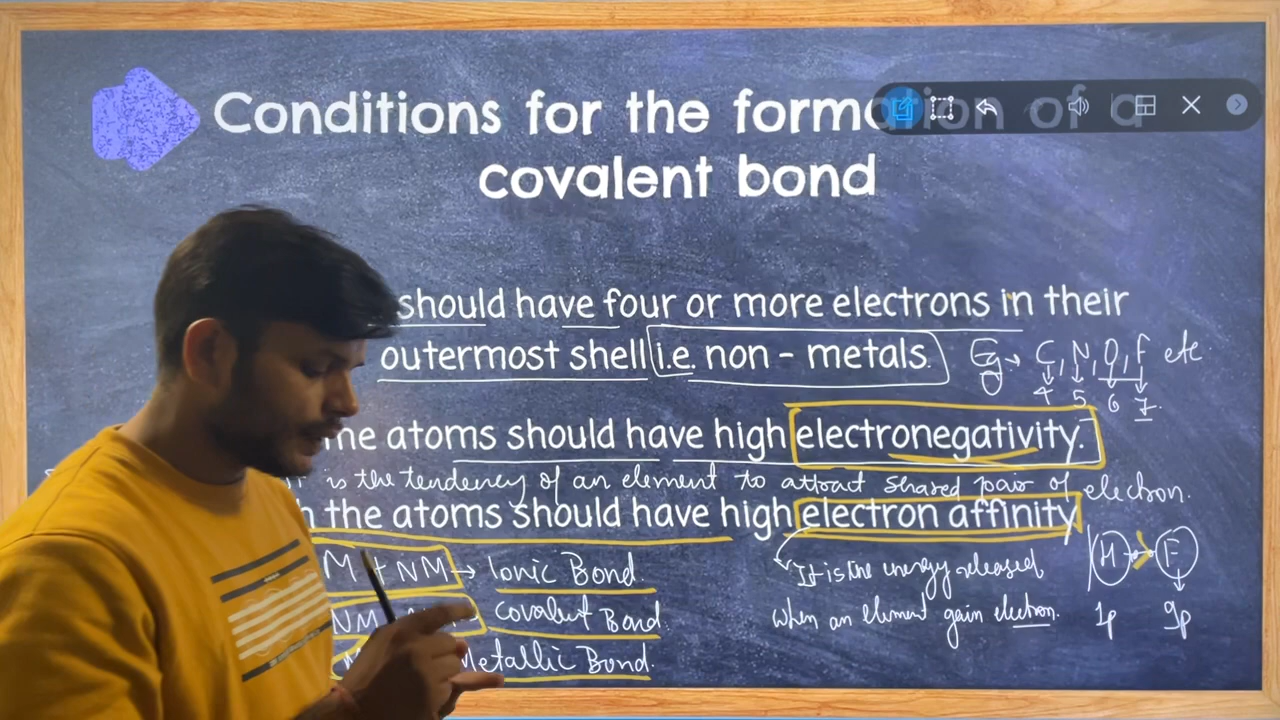 Conditions for the formation of a
covalent bond
should have four or more electrons in their
outermost shell i.e. non - metals. Eg → C, N, O, F etc.
4 5 6 7
the atoms should have high electronegativity.
is the tendency of an element to attract shared pair of electron.
the atoms should have high electron affinity
M + NM → Ionic Bond.
It is the energy released
H F
NM covalent Bond.
when an element gain electron.
1p 9p
Metallic Bond.